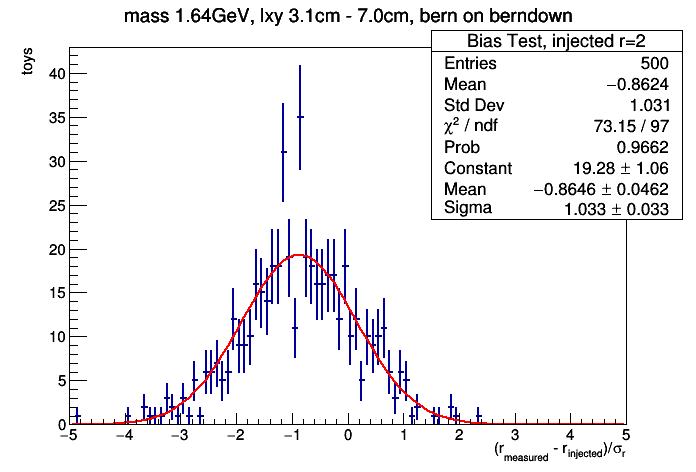 mass 1.64GeV, lxy 3.1cm - 7.0cm, bern on berndown
toys
Bias Test, injected r=2
Entries 500
Mean −0.8624
Std Dev 1.031
χ² / ndf 73.15 / 97
Prob 0.9662
Constant 19.28 ± 1.06
Mean −0.8646 ± 0.0462
Sigma 1.033 ± 0.033
40
35
30
25
20
15
10
5
0
−5 −4 −3 −2 −1 0 1 2 3 4 5
(r_measured - r_injected)/σ_r